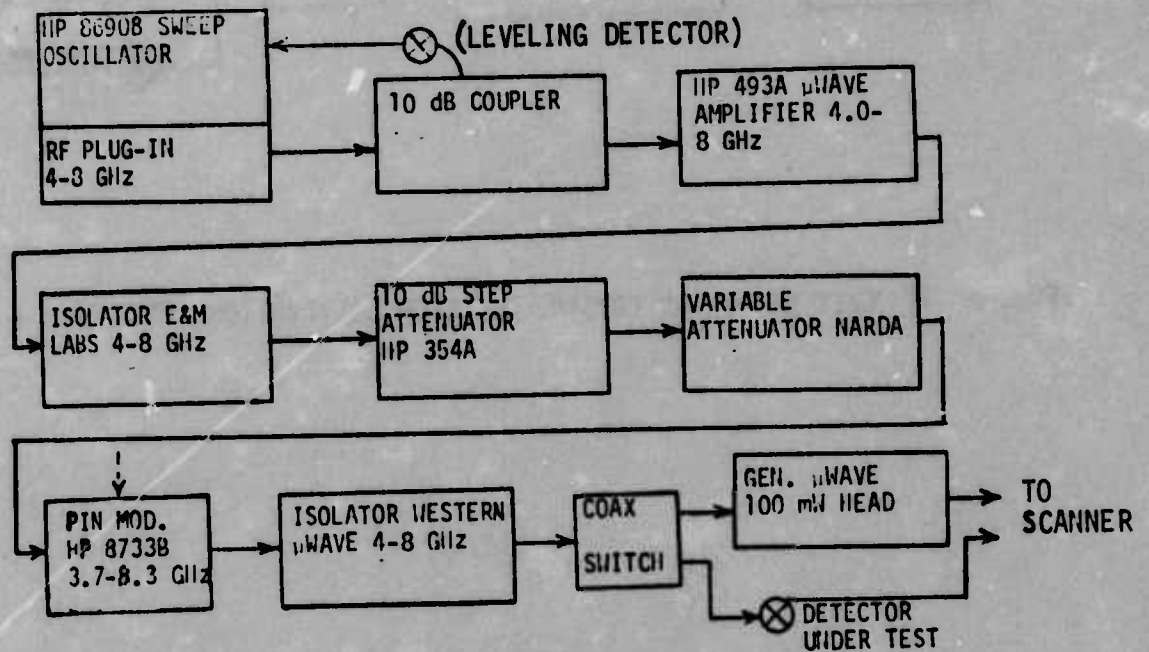 HP 8690B SWEEP
OSCILLATOR
RF PLUG-IN
4-8 GHz
(LEVELING DETECTOR)
10 dB COUPLER
HP 493A μWAVE
AMPLIFIER 4.0-
8 GHz
ISOLATOR E&M
LABS 4-8 GHz
10 dB STEP
ATTENUATOR
HP 354A
VARIABLE
ATTENUATOR NARDA
PIN MOD.
HP 8733B
3.7-8.3 GHz
ISOLATOR WESTERN
μWAVE 4-8 GHz
COAX
SWITCH
GEN. μWAVE
100 mW HEAD
TO
SCANNER
DETECTOR
UNDER TEST